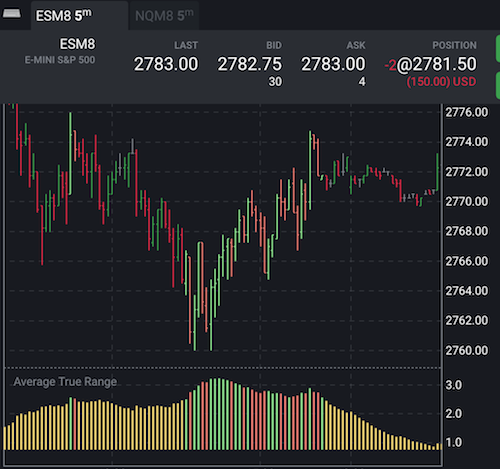 ESM8 5m
NQM8 5m
ESM8
E-MINI S&P 500
LAST
2783.00
BID
2782.75
30
ASK
2783.00
4
POSITION
-2@2781.50
(150.00) USD
2776.00
2774.00
2772.00
2770.00
2768.00
2766.00
2764.00
2762.00
2760.00
Average True Range
3.0
2.0
1.0